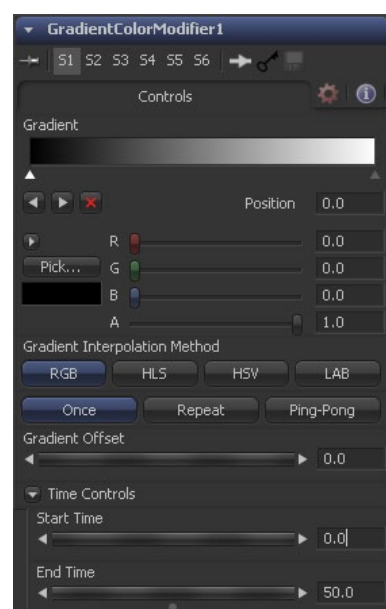 GradientColorModifier1
S1 S2 S3 S4 S5 S6
Controls
Gradient
Position 0.0
R 0.0
Pick... G 0.0
B 0.0
A 1.0
Gradient Interpolation Method
RGB HLS HSV LAB
Once Repeat Ping-Pong
Gradient Offset
0.0
Time Controls
Start Time
0.0
End Time
50.0